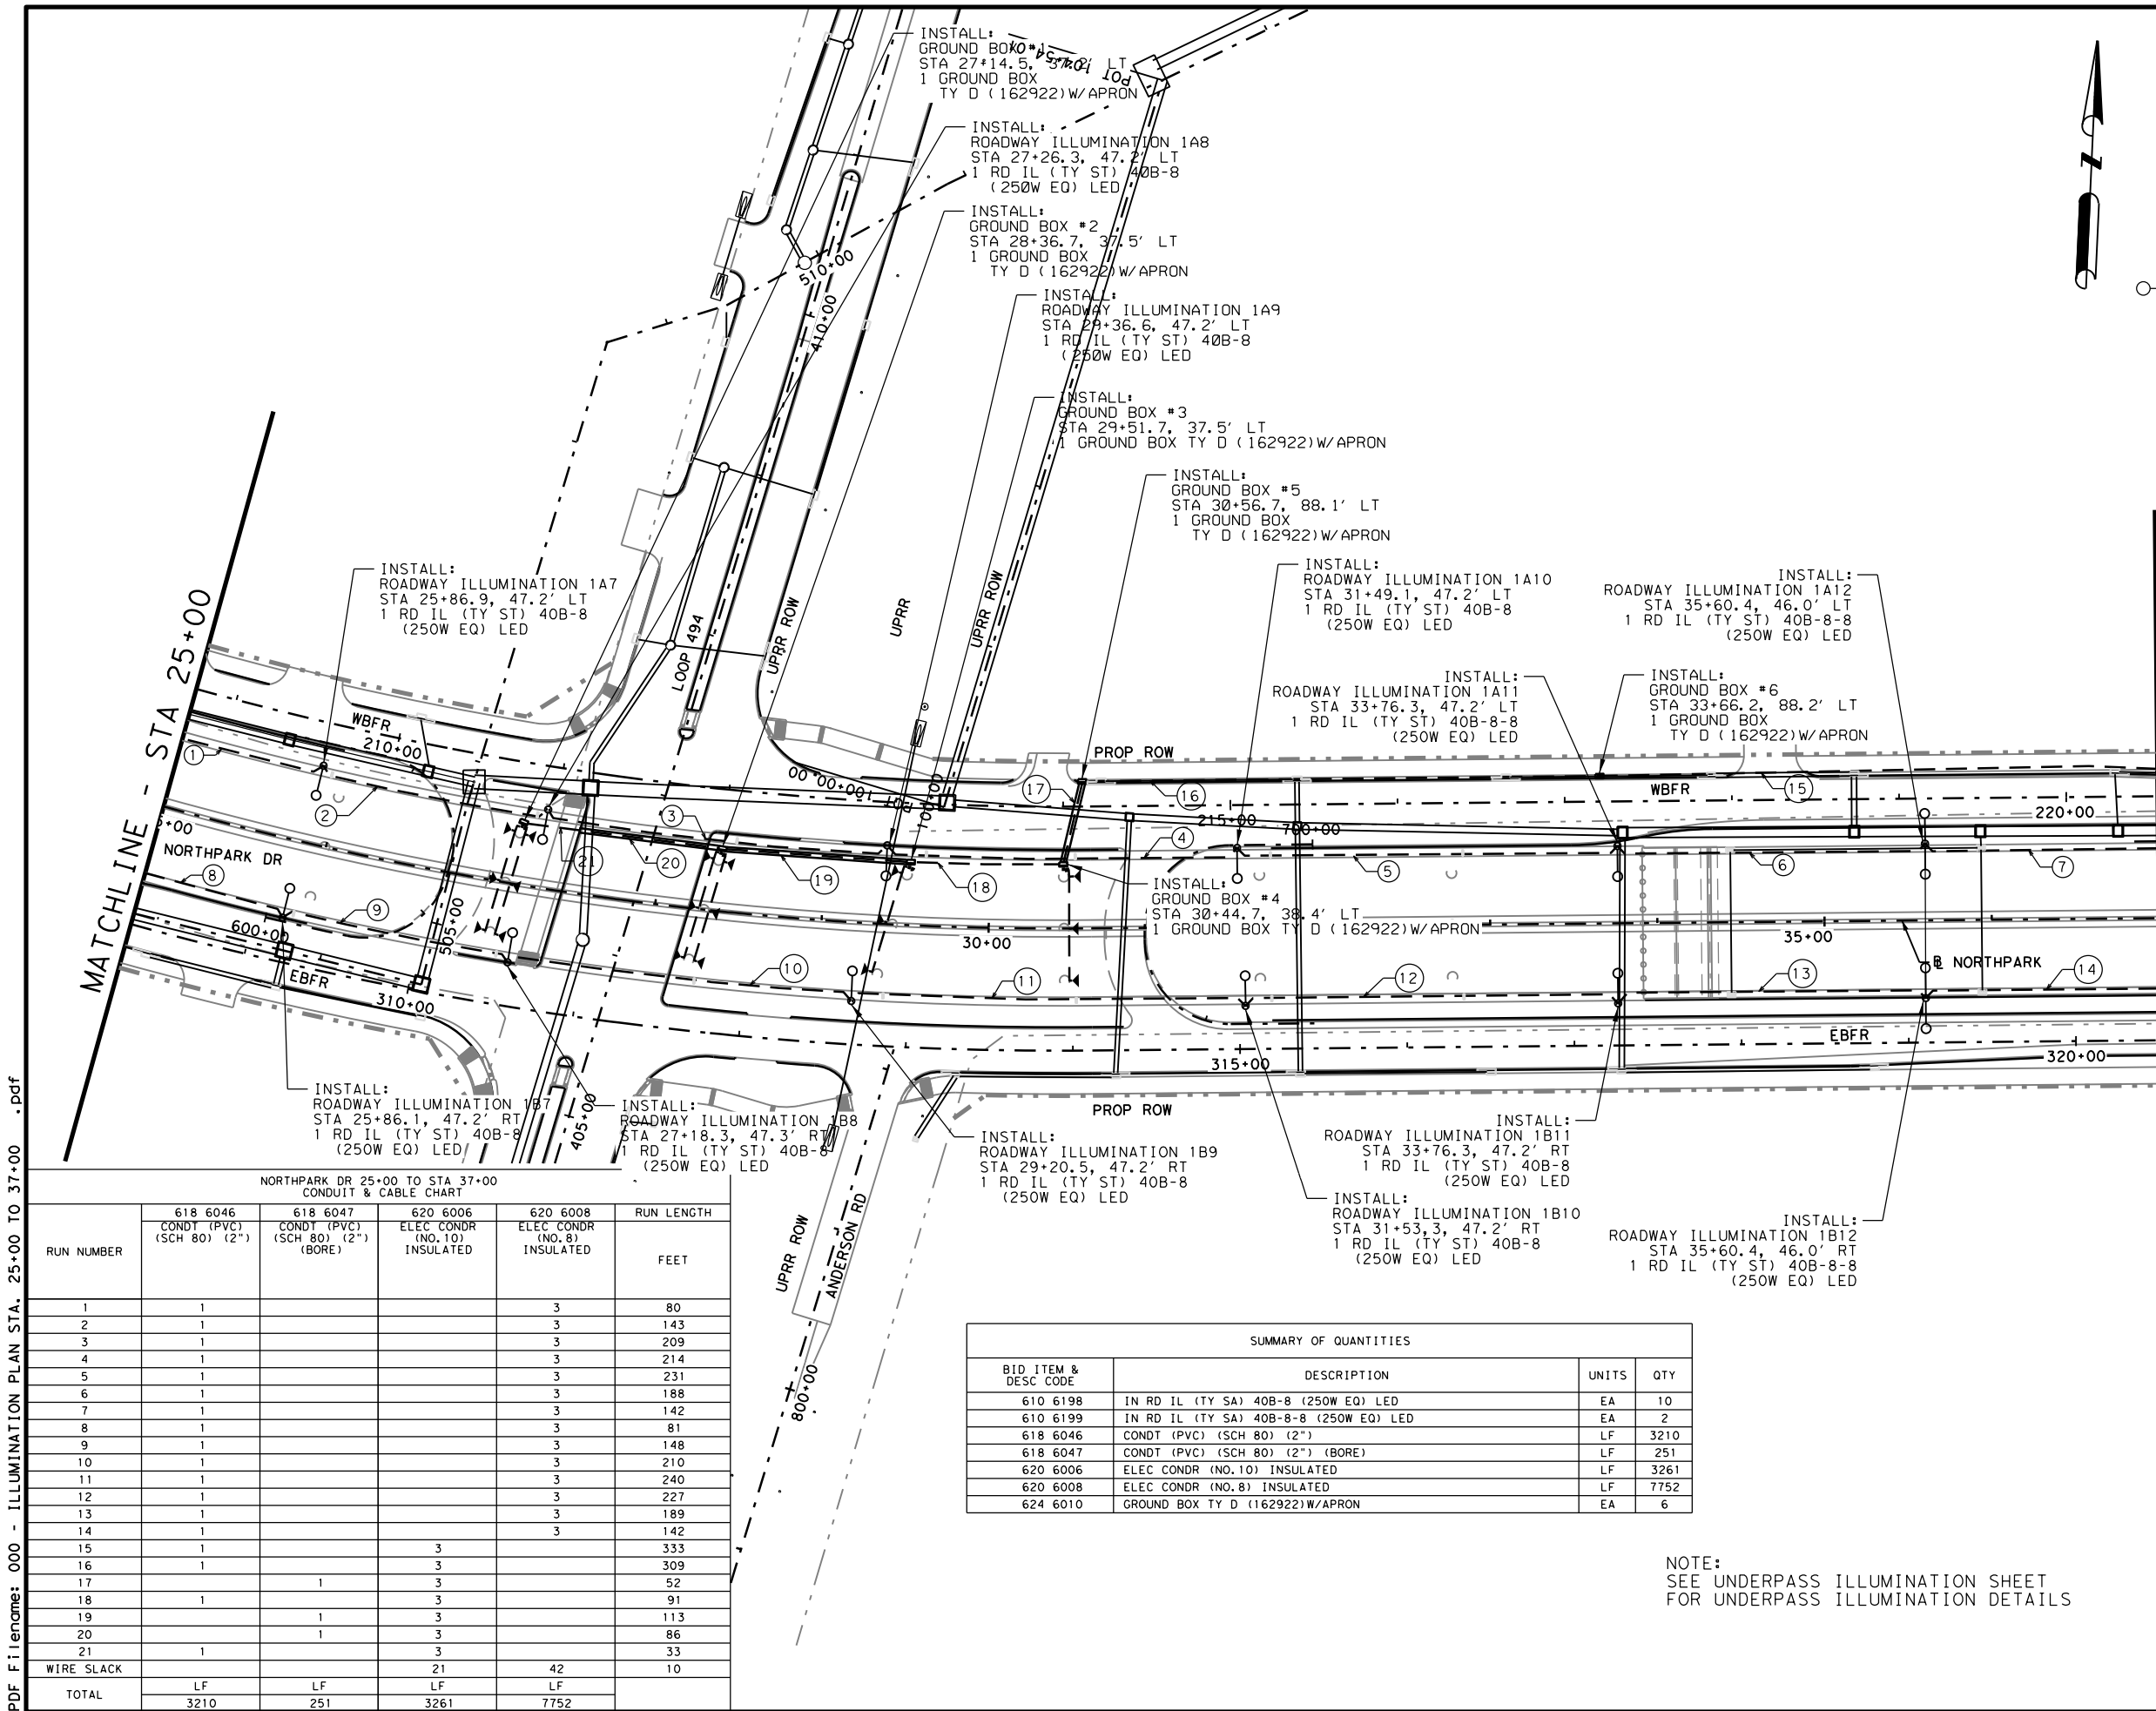 INSTALL:
GROUND BOX #1
STA 27+14.5, 37.2' LT
1 GROUND BOX
TY D (162922)W/APRON
POT 104+54.0
INSTALL:
ROADWAY ILLUMINATION 1A8
STA 27+26.3, 47.2' LT
1 RD IL (TY ST) 40B-8
(250W EQ) LED
INSTALL:
GROUND BOX #2
STA 28+36.7, 37.5' LT
1 GROUND BOX
TY D (162922)W/APRON
INSTALL:
ROADWAY ILLUMINATION 1A9
STA 29+36.6, 47.2' LT
1 RD IL (TY ST) 40B-8
(250W EQ) LED
INSTALL:
GROUND BOX #3
STA 29+51.7, 37.5' LT
1 GROUND BOX TY D (162922)W/APRON
INSTALL:
GROUND BOX #5
STA 30+56.7, 88.1' LT
1 GROUND BOX
TY D (162922)W/APRON
INSTALL:
ROADWAY ILLUMINATION 1A7
STA 25+86.9, 47.2' LT
1 RD IL (TY ST) 40B-8
(250W EQ) LED
INSTALL:
ROADWAY ILLUMINATION 1A10
STA 31+49.1, 47.2' LT
1 RD IL (TY ST) 40B-8
(250W EQ) LED
INSTALL:
ROADWAY ILLUMINATION 1A12
STA 35+60.4, 46.0' LT
1 RD IL (TY ST) 40B-8-8
(250W EQ) LED
INSTALL:
ROADWAY ILLUMINATION 1A11
STA 33+76.3, 47.2' LT
1 RD IL (TY ST) 40B-8-8
(250W EQ) LED
INSTALL:
GROUND BOX #6
STA 33+66.2, 88.2' LT
1 GROUND BOX
TY D (162922)W/APRON
N
510+00
410+00
LOOP 494
UPRR ROW
UPRR
UPRR ROW
MATCHLINE - STA 25+00
WBFR
210+00
PROP ROW
1
2
3
4
5
6
7
8
9
10
11
12
13
14
15
16
17
18
19
20
21
1001+00.00
101+00
215+00
700+00
WBFR
220+00
NORTHPARK DR
600+00
505+00
EBFR
310+00
30+00
35+00
NORTHPARK
INSTALL:
GROUND BOX #4
STA 30+44.7, 38.4' LT
1 GROUND BOX TY D (162922)W/APRON
315+00
EBFR
320+00
PROP ROW
405+00
INSTALL:
ROADWAY ILLUMINATION 1B7
STA 25+86.1, 47.2' RT
1 RD IL (TY ST) 40B-8
(250W EQ) LED
INSTALL:
ROADWAY ILLUMINATION 1B8
STA 27+18.3, 47.3' RT
1 RD IL (TY ST) 40B-8
(250W EQ) LED
INSTALL:
ROADWAY ILLUMINATION 1B9
STA 29+20.5, 47.2' RT
1 RD IL (TY ST) 40B-8
(250W EQ) LED
INSTALL:
ROADWAY ILLUMINATION 1B11
STA 33+76.3, 47.2' RT
1 RD IL (TY ST) 40B-8
(250W EQ) LED
INSTALL:
ROADWAY ILLUMINATION 1B10
STA 31+53,3, 47.2' RT
1 RD IL (TY ST) 40B-8
(250W EQ) LED
INSTALL:
ROADWAY ILLUMINATION 1B12
STA 35+60.4, 46.0' RT
1 RD IL (TY ST) 40B-8-8
(250W EQ) LED
UPRR ROW
ANDERSON RD
800+00
NORTHPARK DR 25+00 TO STA 37+00
CONDUIT & CABLE CHART
RUN NUMBER | 618 6046 CONDT (PVC) (SCH 80) (2") | 618 6047 CONDT (PVC) (SCH 80) (2") (BORE) | 620 6006 ELEC CONDR (NO.10) INSULATED | 620 6008 ELEC CONDR (NO.8) INSULATED | RUN LENGTH FEET
1 1 3 80
2 1 3 143
3 1 3 209
4 1 3 214
5 1 3 231
6 1 3 188
7 1 3 142
8 1 3 81
9 1 3 148
10 1 3 210
11 1 3 240
12 1 3 227
13 1 3 189
14 1 3 142
15 1 3 333
16 1 3 309
17 1 3 52
18 1 3 91
19 1 3 113
20 1 3 86
21 1 3 33
WIRE SLACK 21 42 10
TOTAL LF LF LF LF
3210 251 3261 7752
SUMMARY OF QUANTITIES
BID ITEM & DESC CODE DESCRIPTION UNITS QTY
610 6198 IN RD IL (TY SA) 40B-8 (250W EQ) LED EA 10
610 6199 IN RD IL (TY SA) 40B-8-8 (250W EQ) LED EA 2
618 6046 CONDT (PVC) (SCH 80) (2") LF 3210
618 6047 CONDT (PVC) (SCH 80) (2") (BORE) LF 251
620 6006 ELEC CONDR (NO.10) INSULATED LF 3261
620 6008 ELEC CONDR (NO.8) INSULATED LF 7752
624 6010 GROUND BOX TY D (162922)W/APRON EA 6
NOTE:
SEE UNDERPASS ILLUMINATION SHEET
FOR UNDERPASS ILLUMINATION DETAILS
PDF Filename: 000 - ILLUMINATION PLAN STA. 25+00 TO 37+00 .pdf